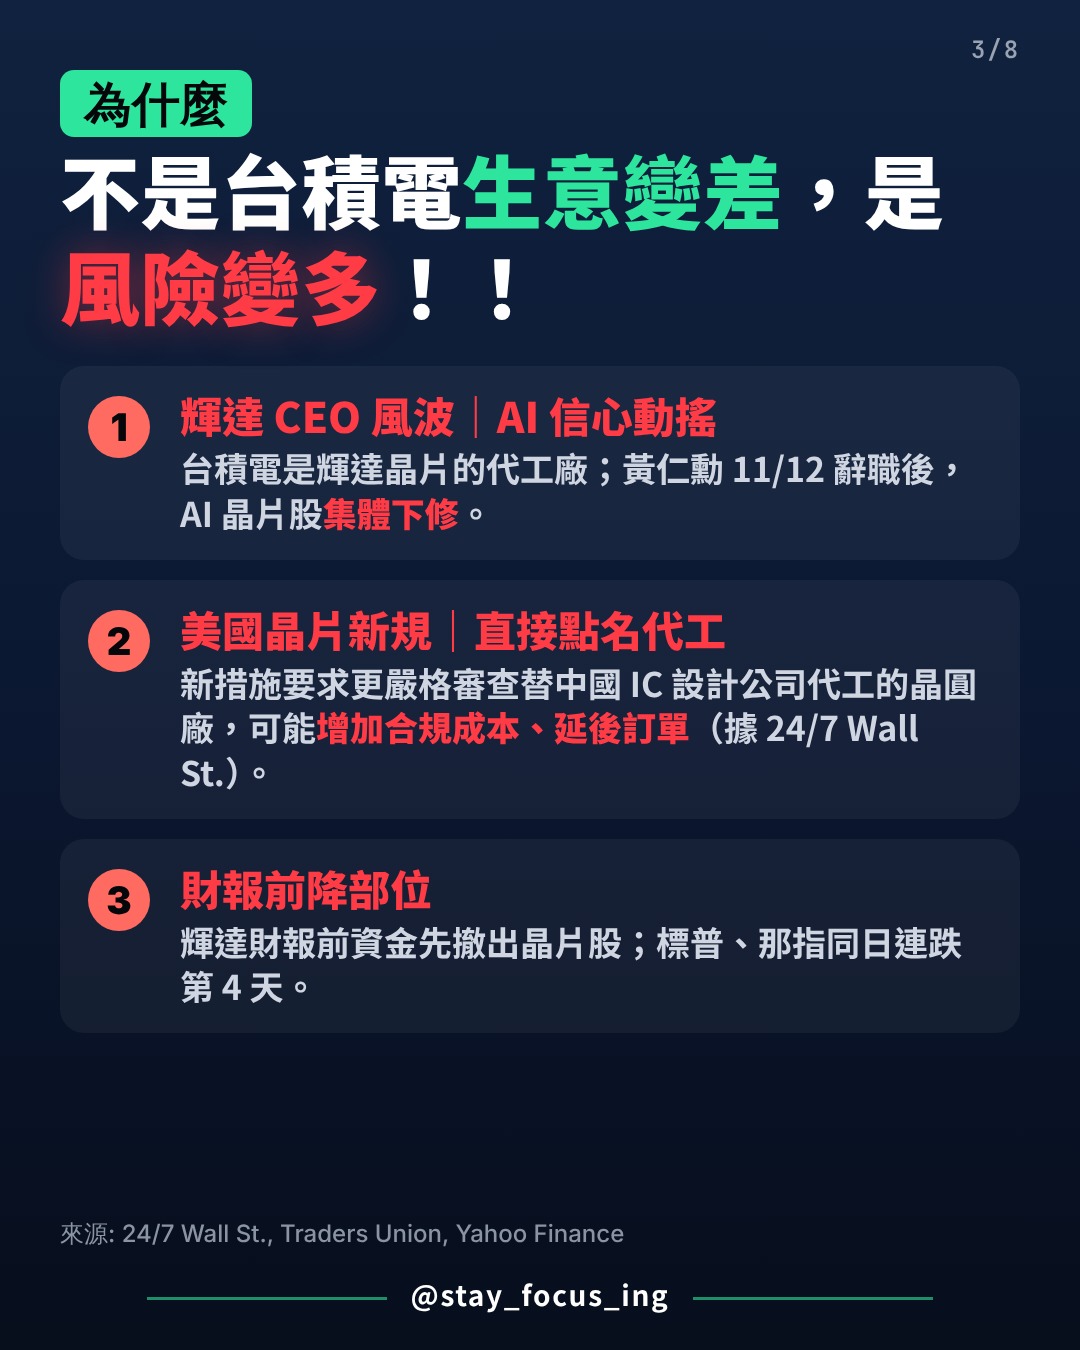 3/8
為什麼
不是台積電生意變差，是
風險變多！！
1
輝達 CEO 風波｜AI 信心動搖
台積電是輝達晶片的代工廠；黃仁勳 11/12 辭職後，
AI 晶片股集體下修。
2
美國晶片新規｜直接點名代工
新措施要求更嚴格審查替中國 IC 設計公司代工的晶圓
廠，可能增加合規成本、延後訂單（據 24/7 Wall
St.）。
3
財報前降部位
輝達財報前資金先撤出晶片股；標普、那指同日連跌
第 4 天。
來源: 24/7 Wall St., Traders Union, Yahoo Finance
@stay_focus_ing